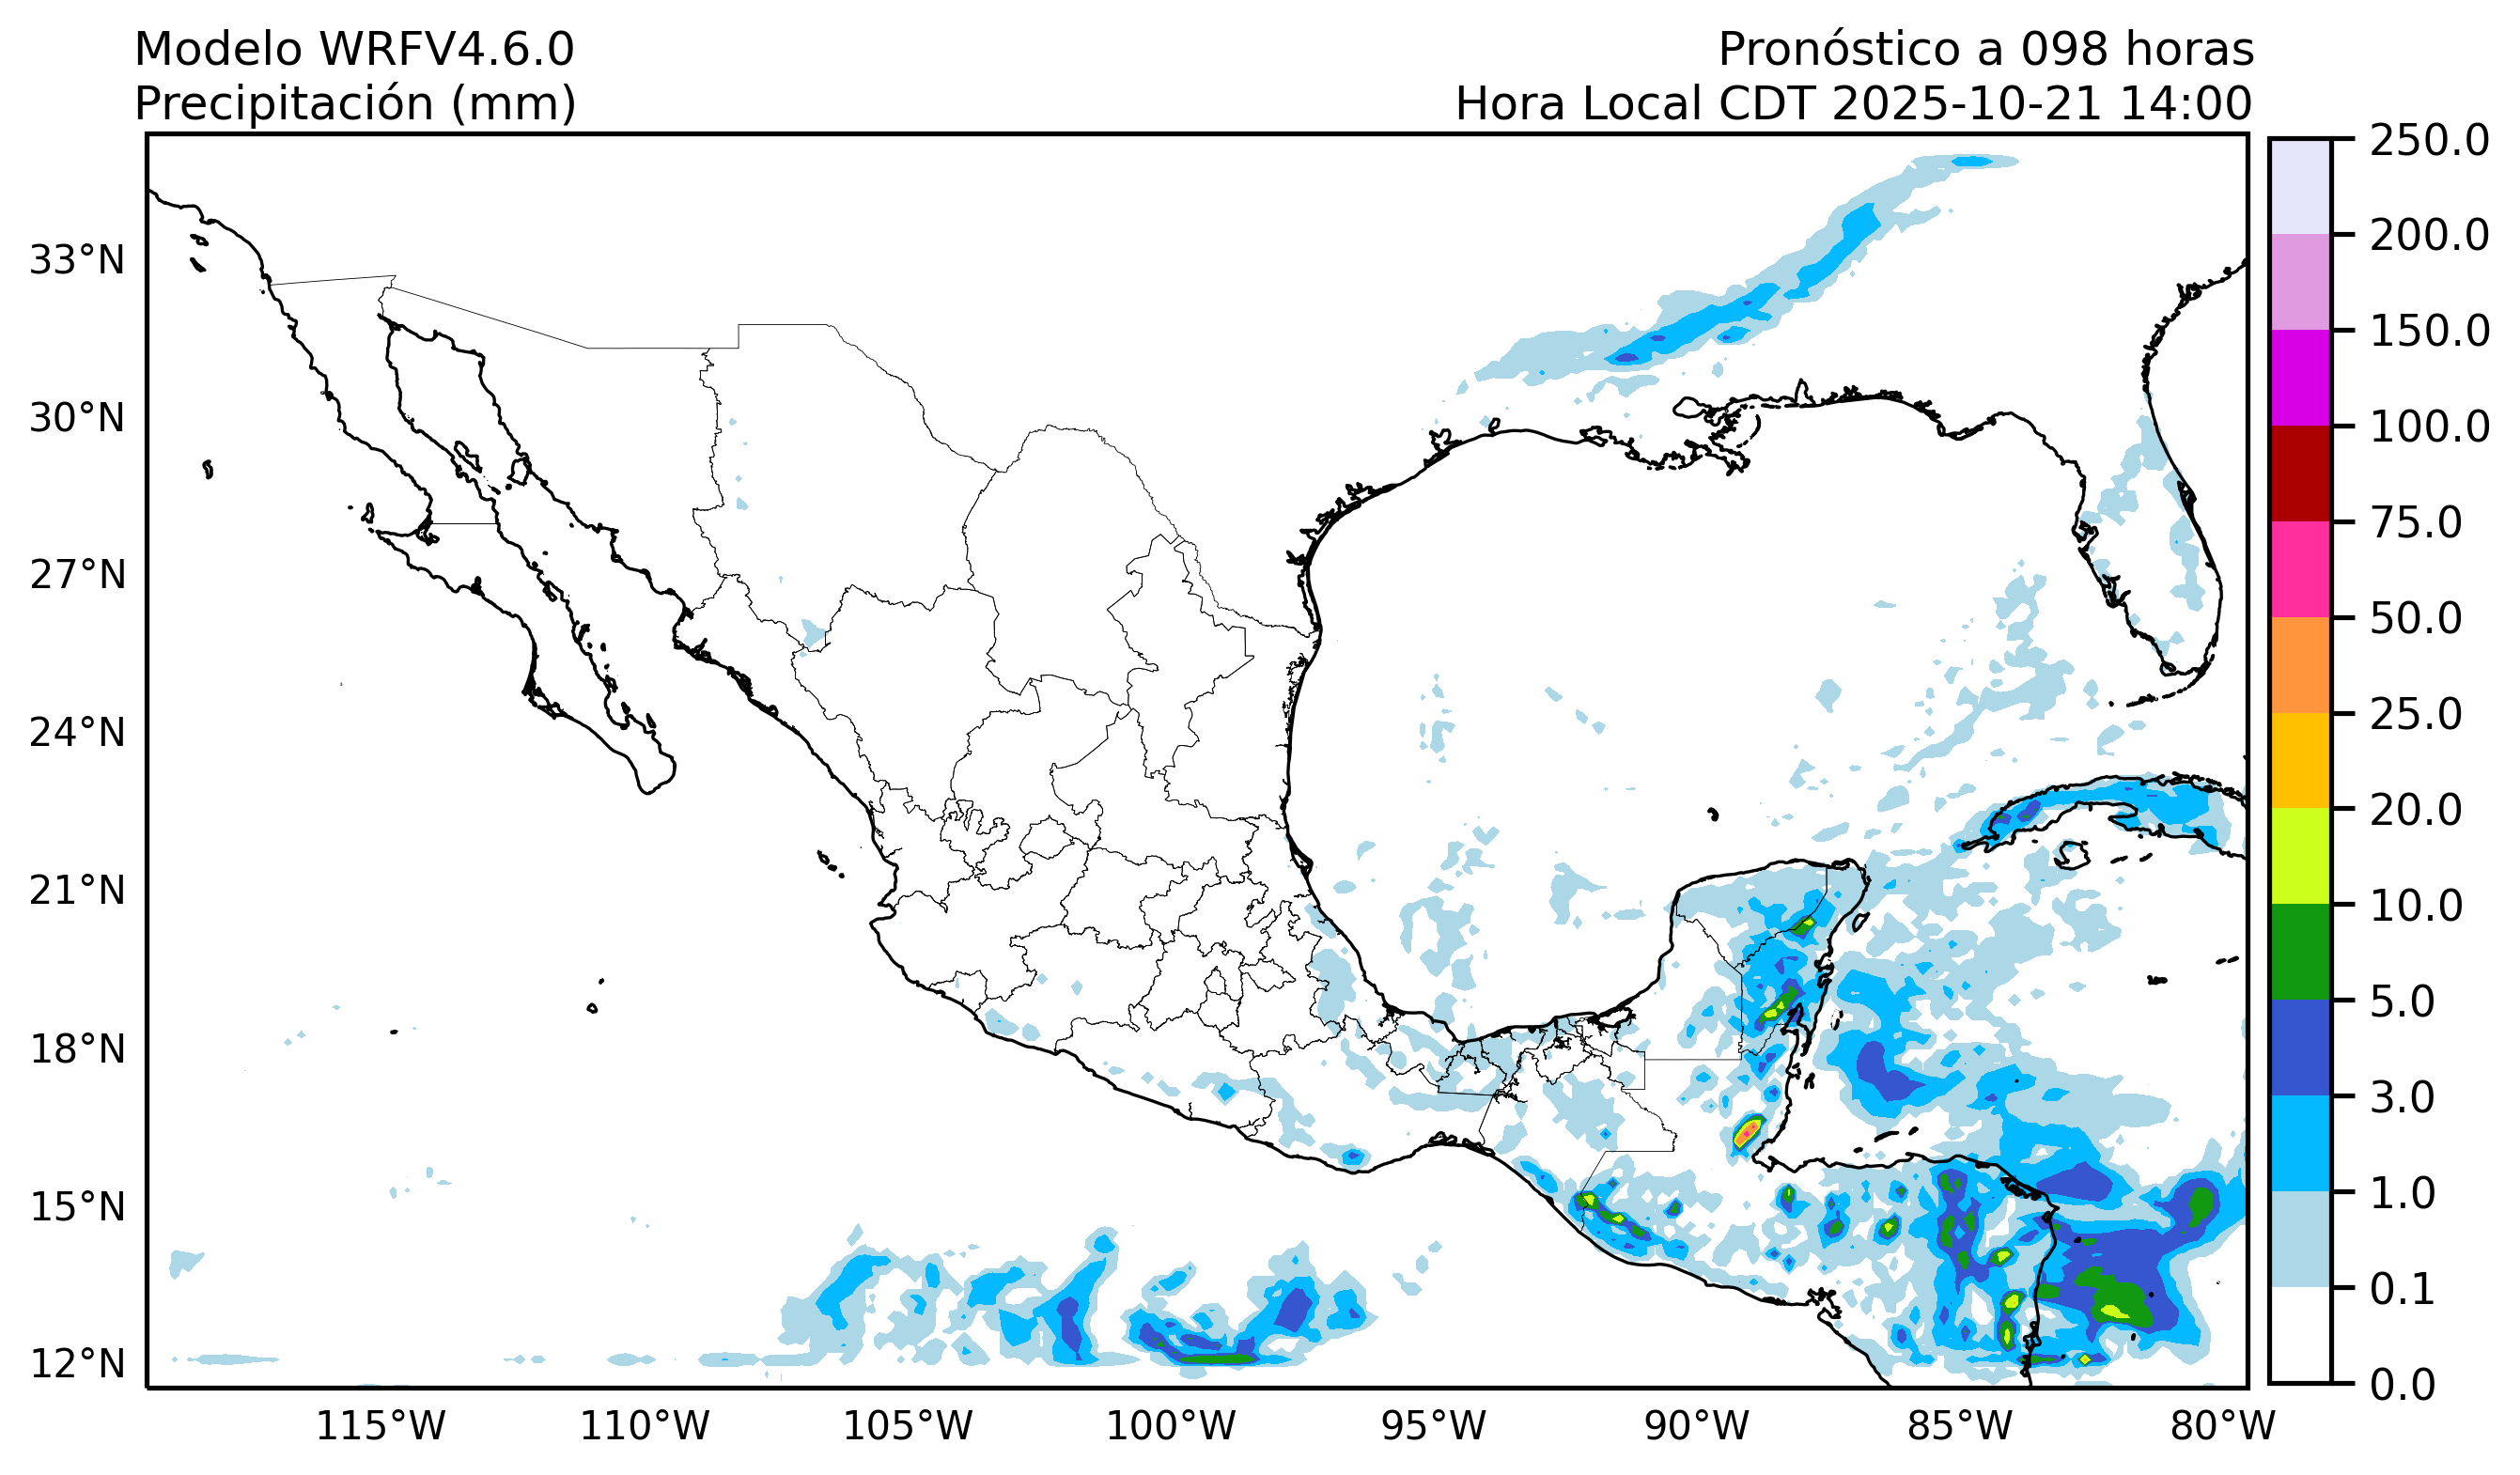 Modelo WRFV4.6.0
Precipitación (mm)
Pronóstico a 098 horas
Hora Local CDT 2025-10-21 14:00
33°N
30°N
27°N
24°N
21°N
18°N
15°N
12°N
115°W
110°W
105°W
100°W
95°W
90°W
85°W
80°W
250.0
200.0
150.0
100.0
75.0
50.0
25.0
20.0
10.0
5.0
3.0
1.0
0.1
0.0